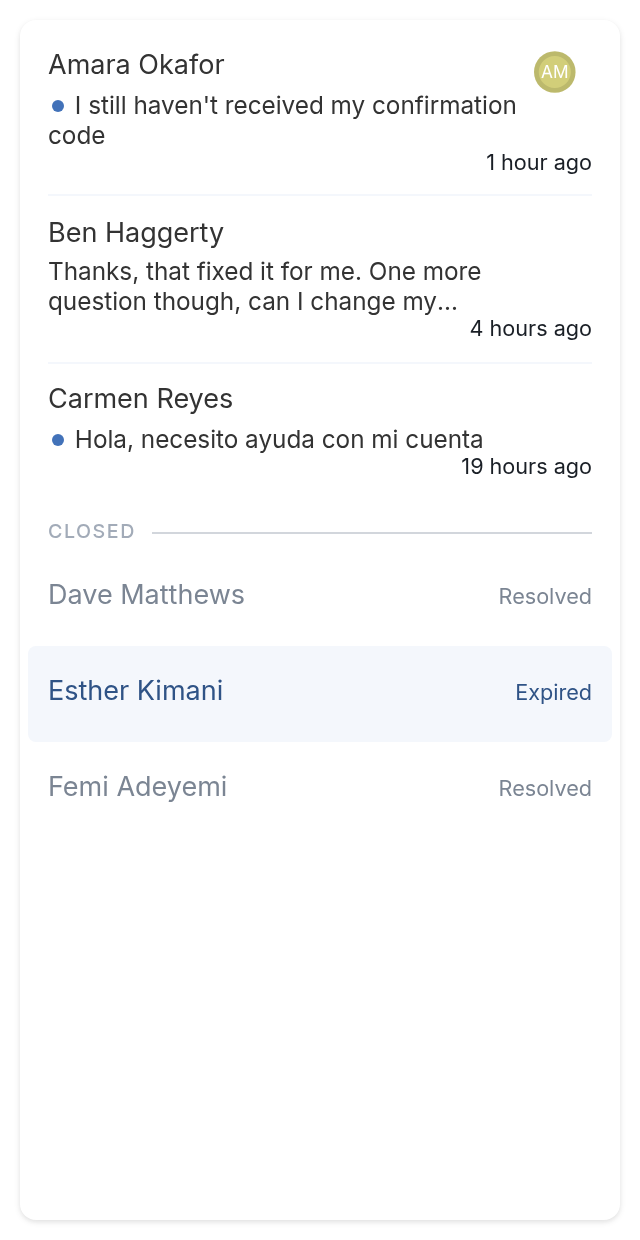 Amara Okafor
AM
I still haven't received my confirmation
code
1 hour ago
Ben Haggerty
Thanks, that fixed it for me. One more
question though, can I change my...
4 hours ago
Carmen Reyes
Hola, necesito ayuda con mi cuenta
19 hours ago
CLOSED
Dave Matthews Resolved
Esther Kimani Expired
Femi Adeyemi Resolved